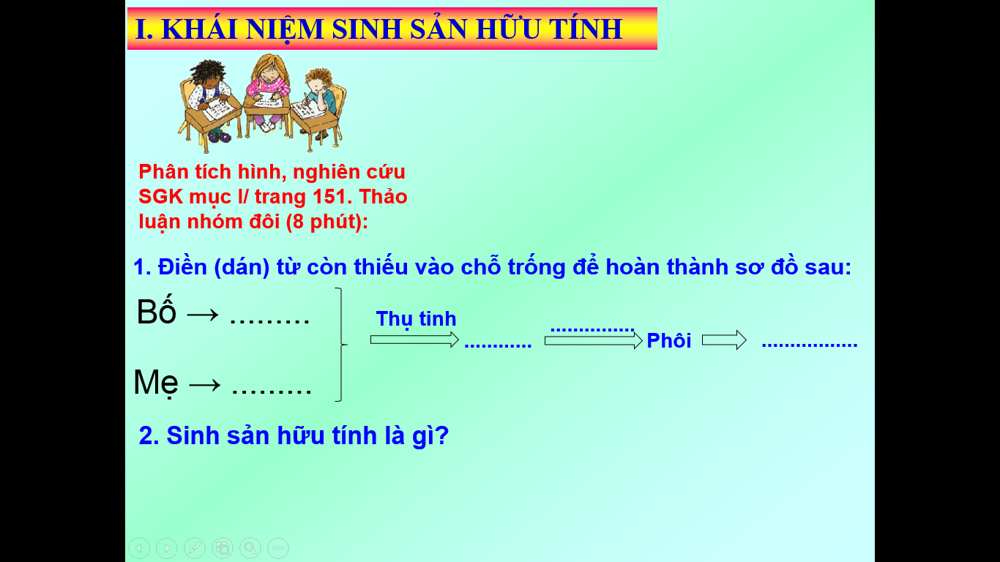 I. KHÁI NIỆM SINH SẢN HỮU TÍNH
Phân tích hình, nghiên cứu
SGK mục I/ trang 151. Thảo
luận nhóm đôi (8 phút):
1. Điền (dán) từ còn thiếu vào chỗ trống để hoàn thành sơ đồ sau:
Bố → .........
Thụ tinh
............
...............
Phôi
.................
Mẹ → .........
2. Sinh sản hữu tính là gì?